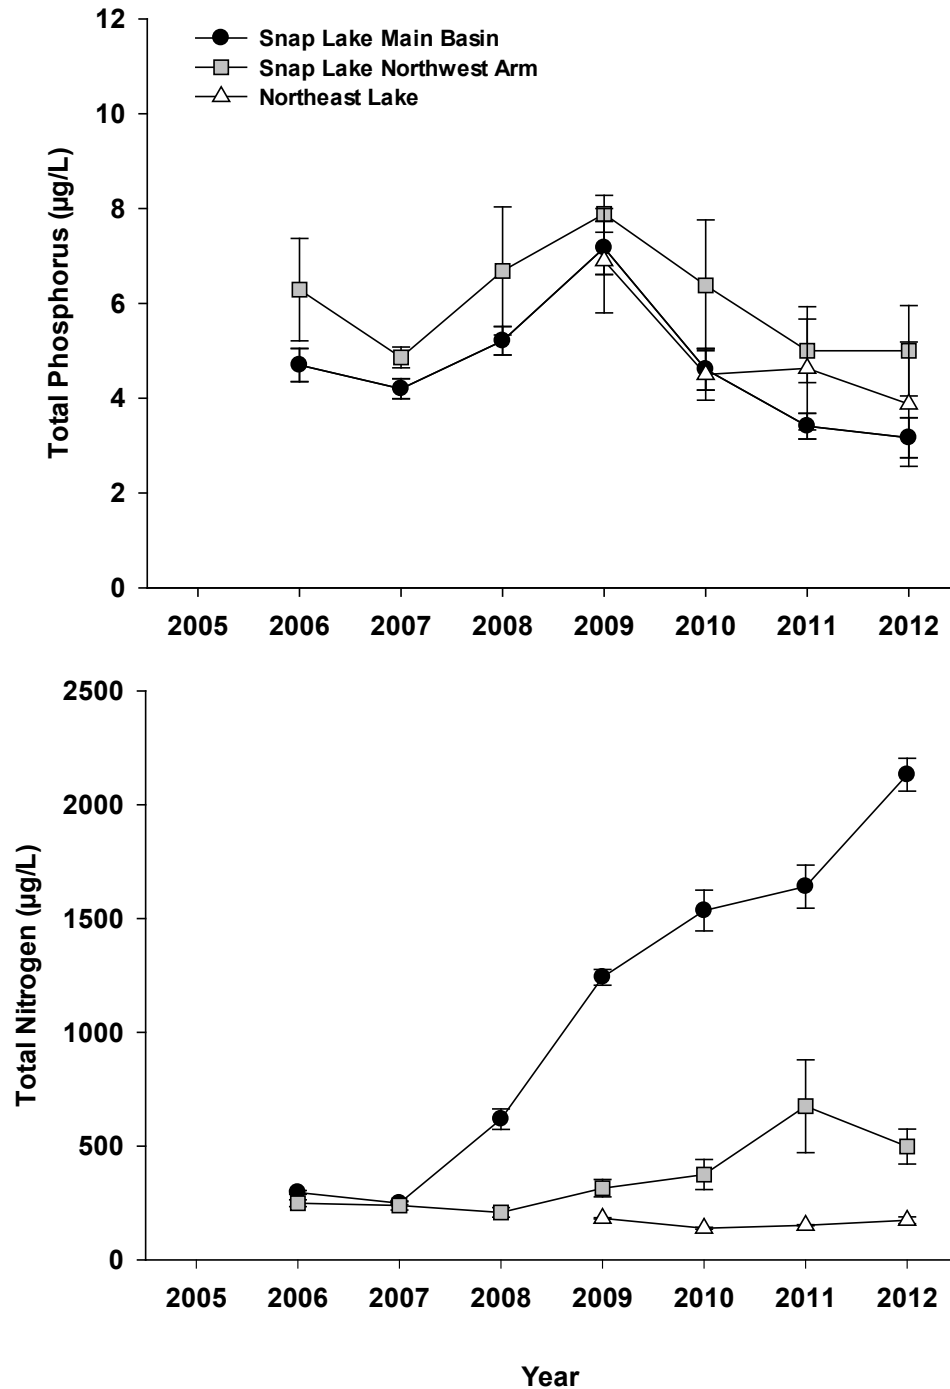 12
Snap Lake Main Basin
Snap Lake Northwest Arm
Northeast Lake
10
8
6
4
2
0
Total Phosphorus (µg/L)
2005 2006 2007 2008 2009 2010 2011 2012
2500
2000
1500
1000
500
0
Total Nitrogen (µg/L)
2005 2006 2007 2008 2009 2010 2011 2012
Year